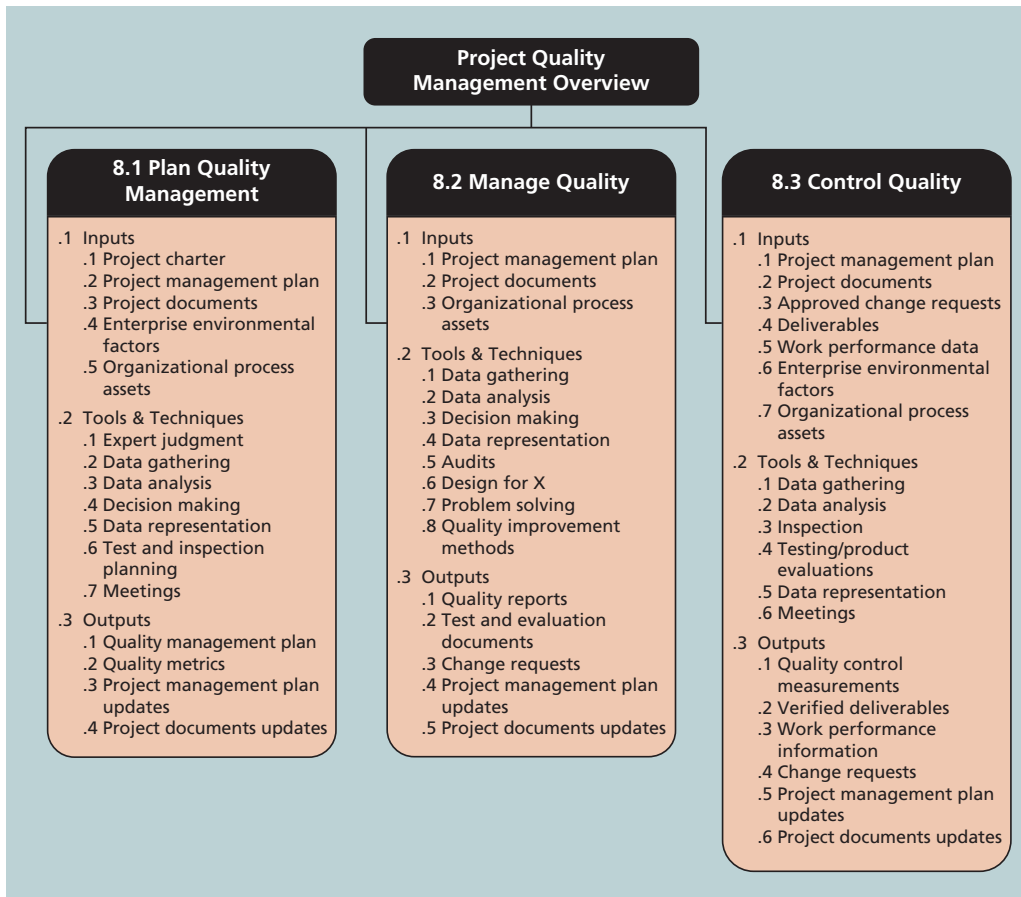 Project Quality
Management Overview
8.1 Plan Quality
Management
.1 Inputs
.1 Project charter
.2 Project management plan
.3 Project documents
.4 Enterprise environmental
factors
.5 Organizational process
assets
.2 Tools & Techniques
.1 Expert judgment
.2 Data gathering
.3 Data analysis
.4 Decision making
.5 Data representation
.6 Test and inspection
planning
.7 Meetings
.3 Outputs
.1 Quality management plan
.2 Quality metrics
.3 Project management plan
updates
.4 Project documents updates
8.2 Manage Quality
.1 Inputs
.1 Project management plan
.2 Project documents
.3 Organizational process
assets
.2 Tools & Techniques
.1 Data gathering
.2 Data analysis
.3 Decision making
.4 Data representation
.5 Audits
.6 Design for X
.7 Problem solving
.8 Quality improvement
methods
.3 Outputs
.1 Quality reports
.2 Test and evaluation
documents
.3 Change requests
.4 Project management plan
updates
.5 Project documents updates
8.3 Control Quality
.1 Inputs
.1 Project management plan
.2 Project documents
.3 Approved change requests
.4 Deliverables
.5 Work performance data
.6 Enterprise environmental
factors
.7 Organizational process
assets
.2 Tools & Techniques
.1 Data gathering
.2 Data analysis
.3 Inspection
.4 Testing/product
evaluations
.5 Data representation
.6 Meetings
.3 Outputs
.1 Quality control
measurements
.2 Verified deliverables
.3 Work performance
information
.4 Change requests
.5 Project management plan
updates
.6 Project documents updates